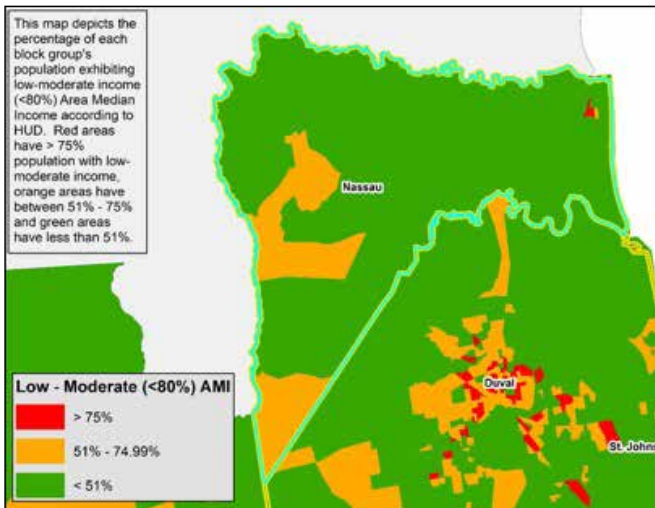 This map depicts the
percentage of each
block group's
population exhibiting
low-moderate income
(<80%) Area Median
Income according to
HUD. Red areas
have > 75%
population with low-
moderate income,
orange areas have
between 51% - 75%
and green areas
have less than 51%.
Nassau
Duval
St. Johns
Low - Moderate (<80%) AMI
> 75%
51% - 74.99%
< 51%